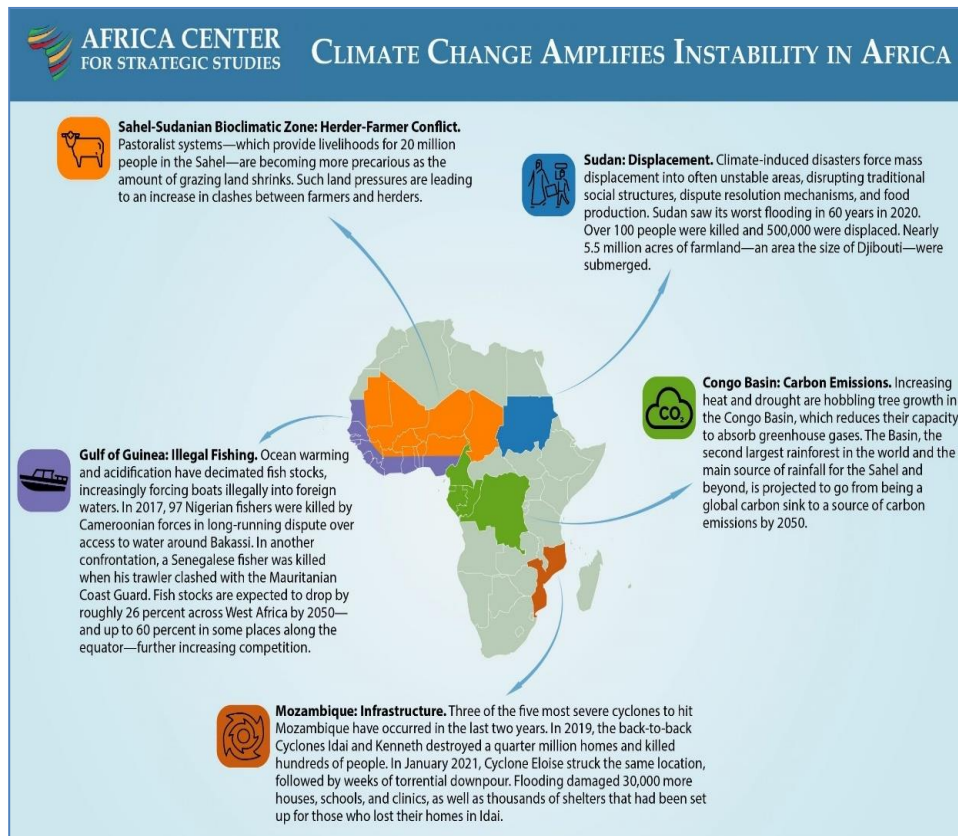 AFRICA CENTER
FOR STRATEGIC STUDIES
CLIMATE CHANGE AMPLIFIES INSTABILITY IN AFRICA
Sahel-Sudanian Bioclimatic Zone: Herder-Farmer Conflict.
Pastoralist systems—which provide livelihoods for 20 million
people in the Sahel—are becoming more precarious as the
amount of grazing land shrinks. Such land pressures are leading
to an increase in clashes between farmers and herders.
Sudan: Displacement. Climate-induced disasters force mass
displacement into often unstable areas, disrupting traditional
social structures, dispute resolution mechanisms, and food
production. Sudan saw its worst flooding in 60 years in 2020.
Over 100 people were killed and 500,000 were displaced. Nearly
5.5 million acres of farmland—an area the size of Djibouti—were
submerged.
CO₂
Congo Basin: Carbon Emissions. Increasing
heat and drought are hobbling tree growth in
the Congo Basin, which reduces their capacity
to absorb greenhouse gases. The Basin, the
second largest rainforest in the world and the
main source of rainfall for the Sahel and
beyond, is projected to go from being a
global carbon sink to a source of carbon
emissions by 2050.
Gulf of Guinea: Illegal Fishing. Ocean warming
and acidification have decimated fish stocks,
increasingly forcing boats illegally into foreign
waters. In 2017, 97 Nigerian fishers were killed by
Cameroonian forces in long-running dispute over
access to water around Bakassi. In another
confrontation, a Senegalese fisher was killed
when his trawler clashed with the Mauritanian
Coast Guard. Fish stocks are expected to drop by
roughly 26 percent across West Africa by 2050—
and up to 60 percent in some places along the
equator—further increasing competition.
Mozambique: Infrastructure. Three of the five most severe cyclones to hit
Mozambique have occurred in the last two years. In 2019, the back-to-back
Cyclones Idai and Kenneth destroyed a quarter million homes and killed
hundreds of people. In January 2021, Cyclone Eloise struck the same location,
followed by weeks of torrential downpour. Flooding damaged 30,000 more
houses, schools, and clinics, as well as thousands of shelters that had been set
up for those who lost their homes in Idai.